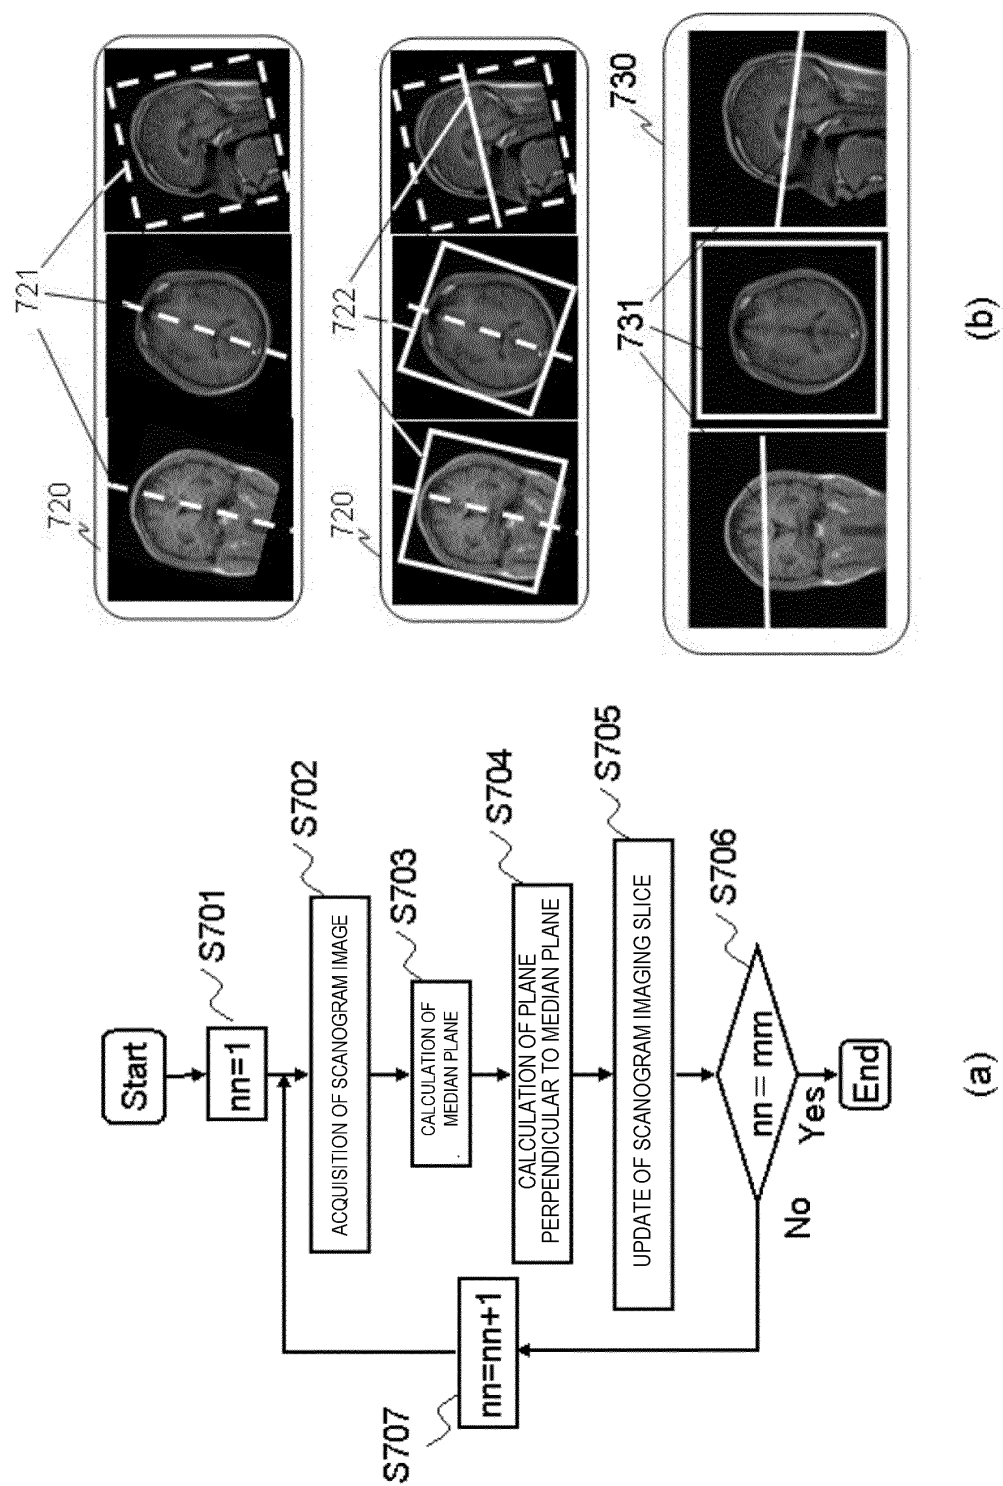 Start
nn=1
S701
ACQUISITION OF SCANOGRAM IMAGE
S702
CALCULATION OF
MEDIAN PLANE
S703
CALCULATION OF PLANE
PERPENDICULAR TO MEDIAN PLANE
S704
UPDATE OF SCANOGRAM IMAGING SLICE
S705
nn = mm
S706
Yes
No
End
nn=nn+1
S707
(a)
720
721
720
722
730
731
(b)